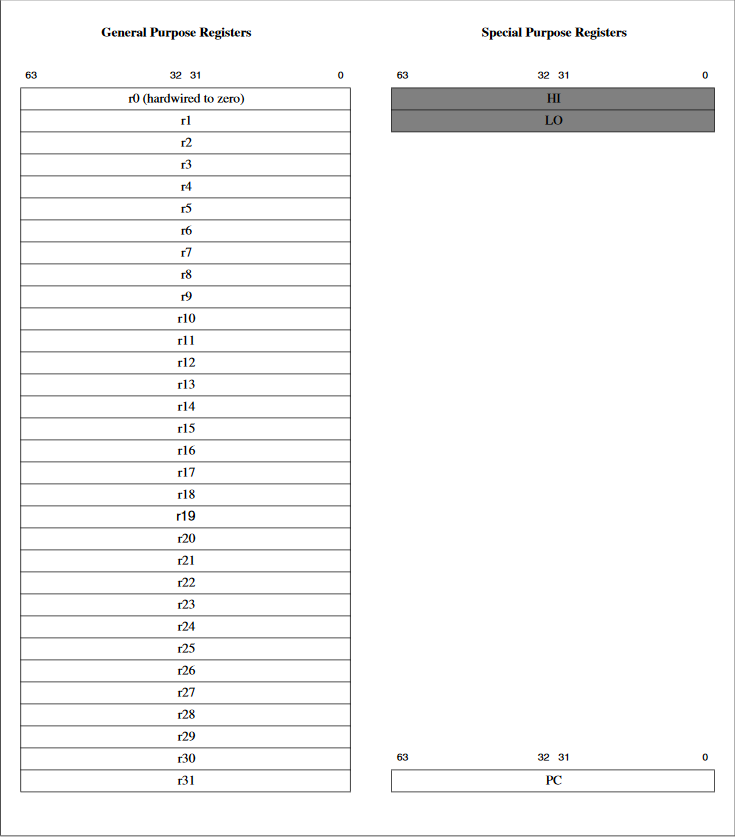 General Purpose Registers
63 32 31 0
r0 (hardwired to zero)
r1
r2
r3
r4
r5
r6
r7
r8
r9
r10
r11
r12
r13
r14
r15
r16
r17
r18
r19
r20
r21
r22
r23
r24
r25
r26
r27
r28
r29
r30
r31
Special Purpose Registers
63 32 31 0
HI
LO
63 32 31 0
PC